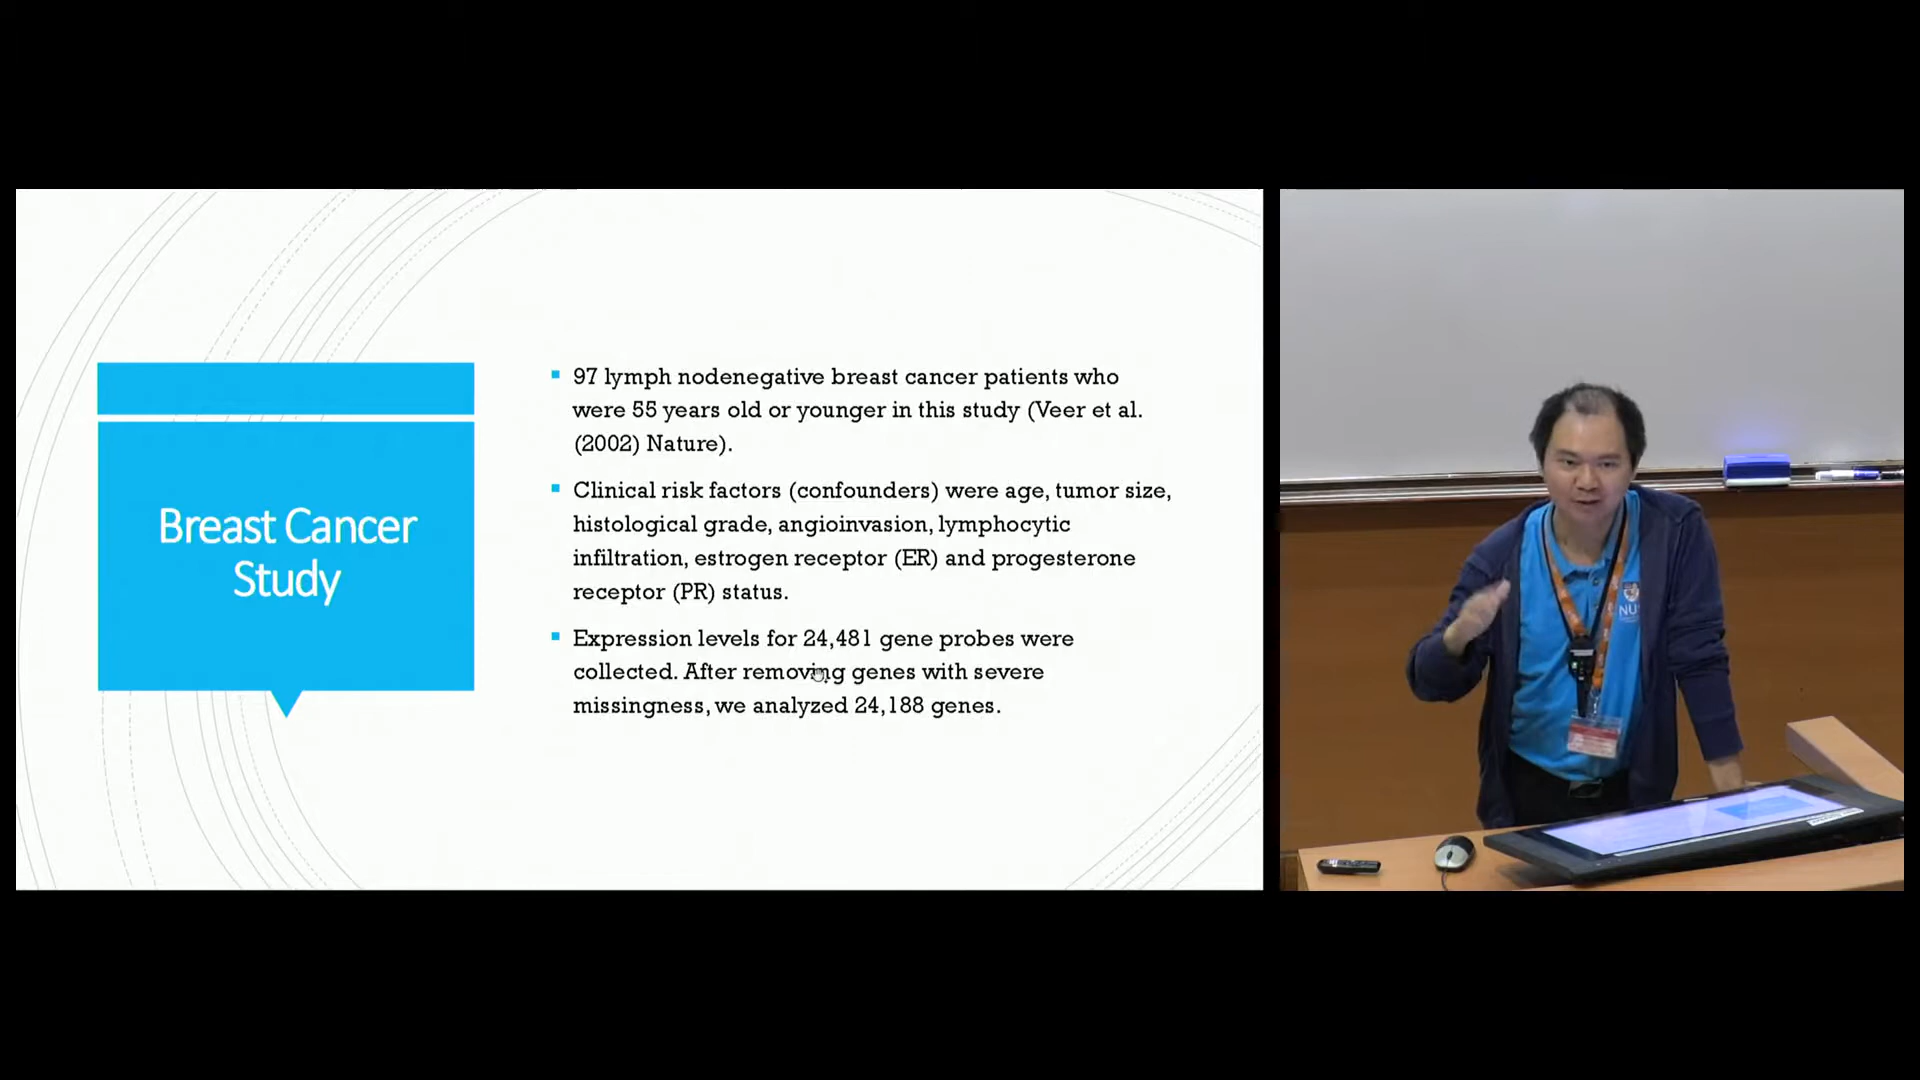 Breast Cancer
Study
97 lymph nodenegative breast cancer patients who
were 55 years old or younger in this study (Veer et al.
(2002) Nature).
Clinical risk factors (confounders) were age, tumor size,
histological grade, angioinvasion, lymphocytic
infiltration, estrogen receptor (ER) and progesterone
receptor (PR) status.
Expression levels for 24,481 gene probes were
collected. After removing genes with severe
missingness, we analyzed 24,188 genes.
NUS